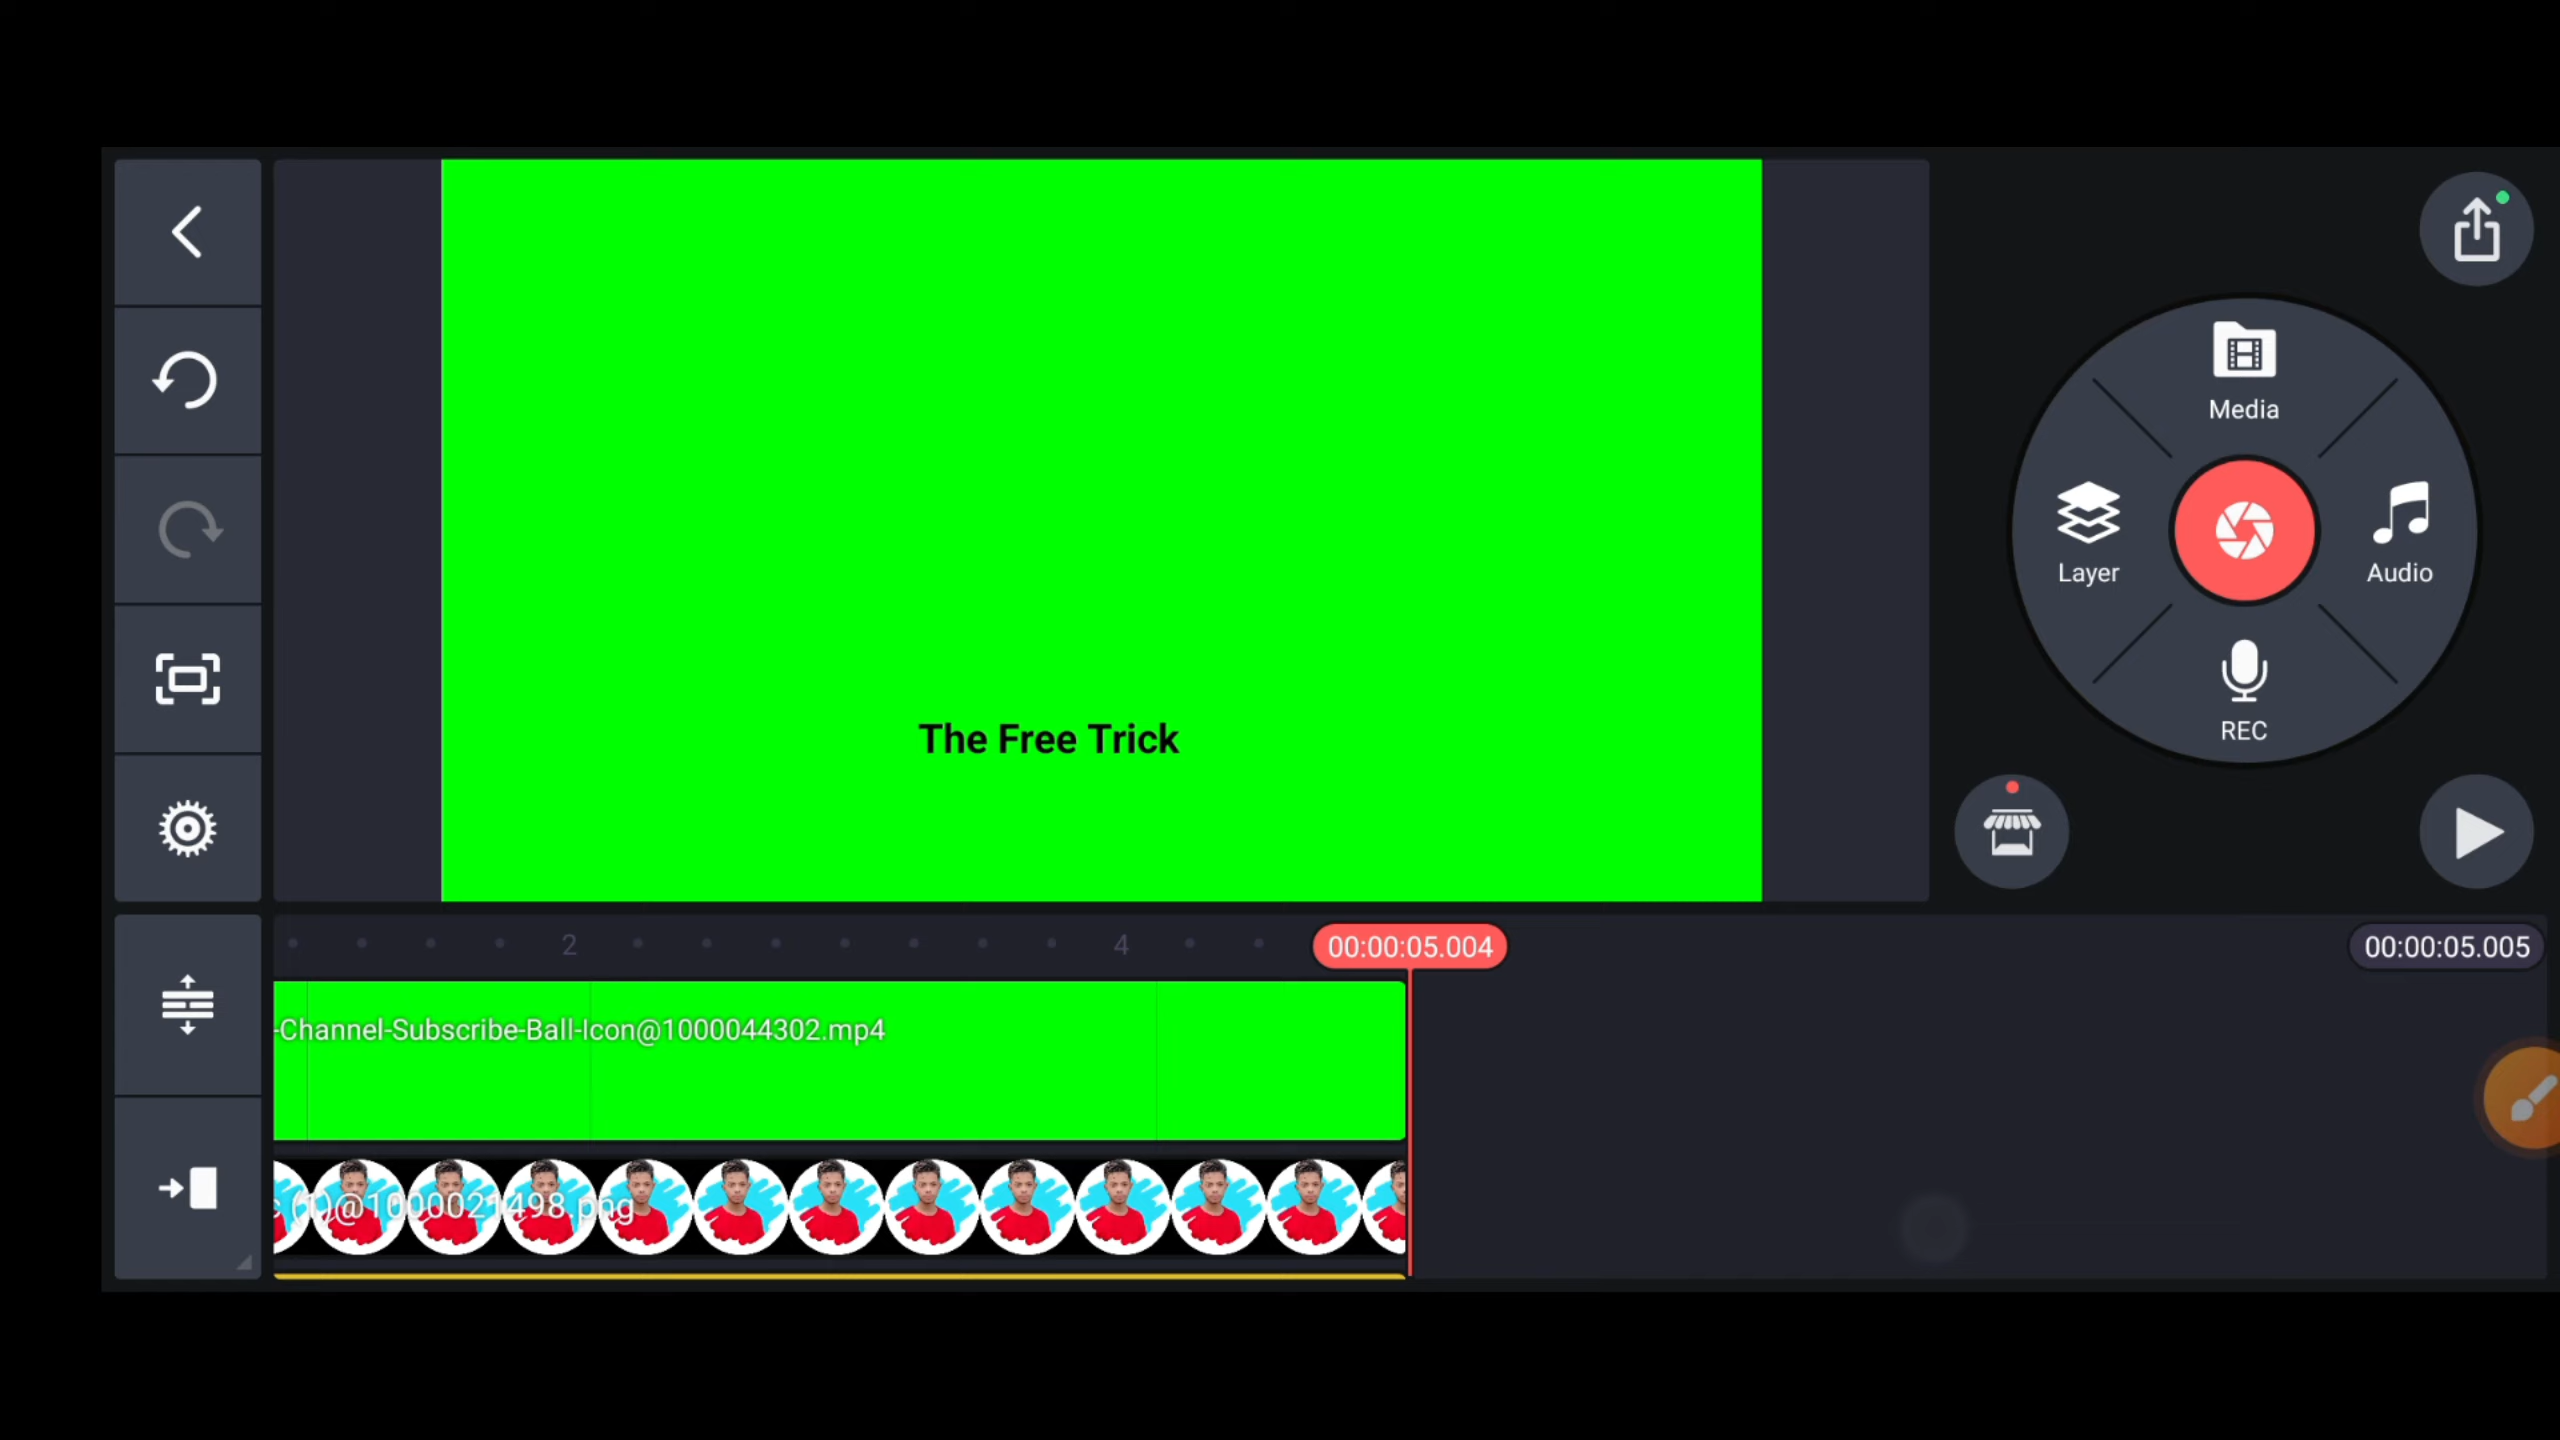 Media
Layer
Audio
REC
The Free Trick
2
4
00:00:05.004
00:00:05.005
-Channel-Subscribe-Ball-Icon@1000044302.mp4
(1)@1000021498.png